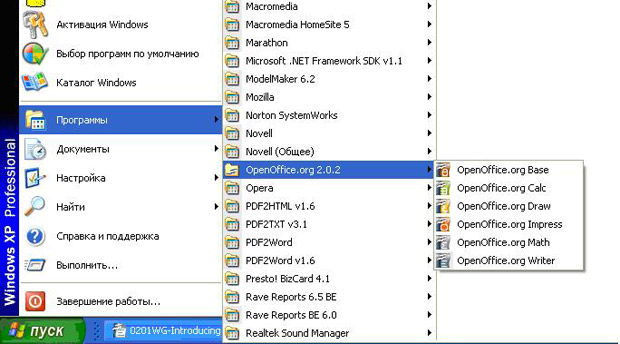 Активация Windows
Выбор программ по умолчанию
Каталог Windows
Программы
Документы
Настройка
Найти
Справка и поддержка
Выполнить...
Завершение работы...
Windows XP Professional
Macromedia
Macromedia HomeSite 5
Marathon
Microsoft .NET Framework SDK v1.1
ModelMaker 6.2
Mozilla
Norton SystemWorks
Novell
Novell (Общее)
OpenOffice.org 2.0.2
Opera
PDF2HTML v1.6
PDF2TXT v3.1
PDF2Word
PDF2Word v1.6
Presto! BizCard 4.1
Rave Reports 6.5 BE
Rave Reports BE 6.0
Realtek Sound Manager
OpenOffice.org Base
OpenOffice.org Calc
OpenOffice.org Draw
OpenOffice.org Impress
OpenOffice.org Math
OpenOffice.org Writer
пуск
0201WG-Introducing